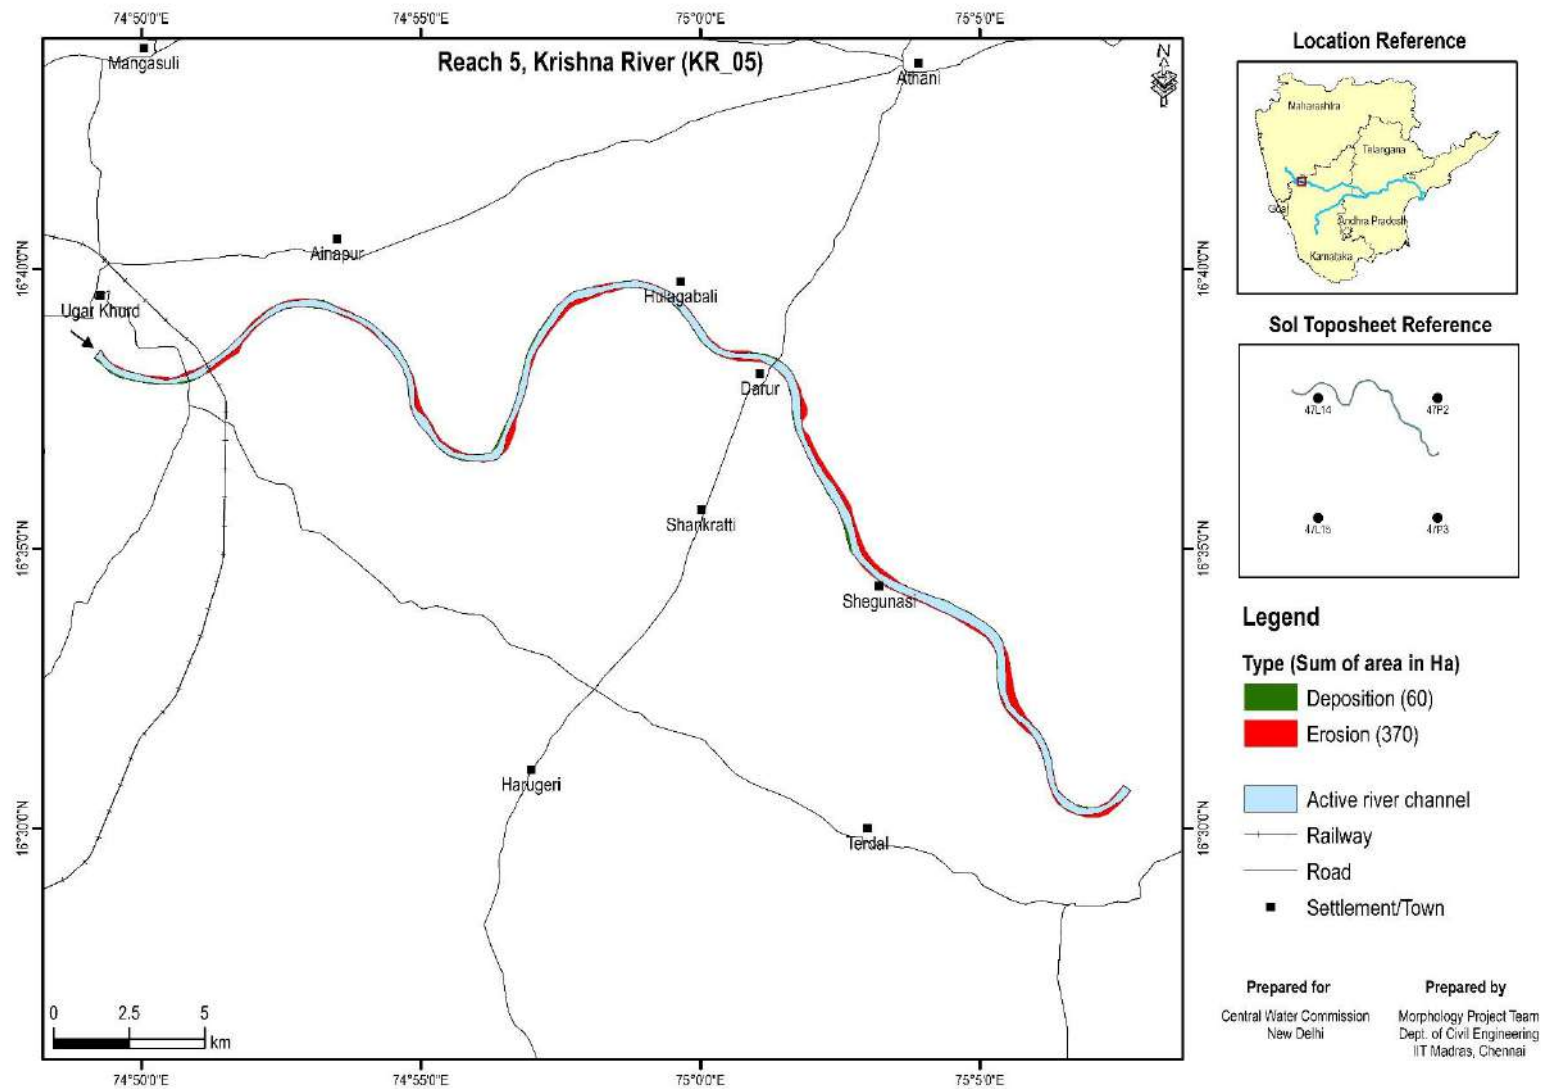 74°50'0"E
74°55'0"E
75°0'0"E
75°5'0"E
Reach 5, Krishna River (KR_05)
N
Mangasuli
Athani
Ainapur
16°40'0"N
16°40'0"N
Ugar Khurd
Hulagabali
Darur
Shankratti
16°35'0"N
16°35'0"N
Shegunasi
Harugeri
Terdal
16°30'0"N
16°30'0"N
0 2.5 5
km
74°50'0"E
74°55'0"E
75°0'0"E
75°5'0"E
Location Reference
Maharashtra
Telangana
Goa
Andhra Pradesh
Karnataka
SoI Toposheet Reference
47L14
47P2
47L15
47P3
Legend
Type (Sum of area in Ha)
Deposition (60)
Erosion (370)
Active river channel
Railway
Road
Settlement/Town
Prepared for
Central Water Commission
New Delhi
Prepared by
Morphology Project Team
Dept. of Civil Engineering
IIT Madras, Chennai